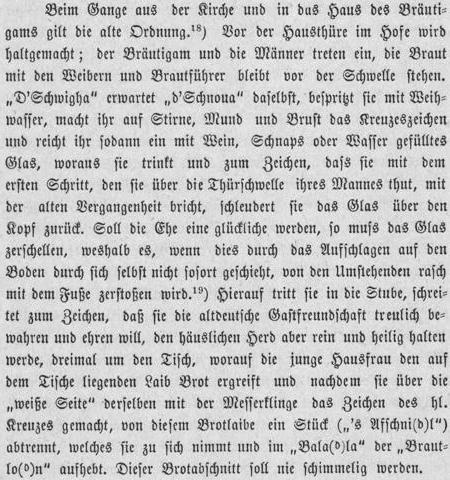 Beim Gange aus der Kirche und in das Haus des Bräuti-
gams gilt die alte Ordnung.¹⁸) Vor der Hausthüre im Hofe wird
haltgemacht; der Bräutigam und die Männer treten ein, die Braut
mit den Weibern und Brautführer bleibt vor der Schwelle stehen.
„D'Schwigha“ erwartet „d'Schnoua“ daselbst, bespritzt sie mit Weih-
wasser, macht ihr auf Stirne, Mund und Brust das Kreuzeszeichen
und reicht ihr sodann ein mit Wein, Schnaps oder Wasser gefülltes
Glas, woraus sie trinkt und zum Zeichen, dass sie mit dem
ersten Schritt, den sie über die Thürschwelle ihres Mannes thut, mit
der alten Vergangenheit bricht, schleudert sie das Glas über den
Kopf zurück. Soll die Ehe eine glückliche werden, so muss das Glas
zerschellen, weshalb es, wenn dies durch das Aufschlagen auf den
Boden durch sich selbst nicht sofort geschieht, von den Umstehenden rasch
mit dem Fuße zerstoßen wird.¹⁹) Hierauf tritt sie in die Stube, schrei-
tet zum Zeichen, daß sie die altdeutsche Gastfreundschaft treulich be-
wahren und ehren will, den häuslichen Herd aber rein und heilig halten
werde, dreimal um den Tisch, worauf die junge Hausfrau den auf
dem Tische liegenden Laib Brot ergreift und nachdem sie über die
„weiße Seite“ derselben mit der Messerklinge das Zeichen des hl.
Kreuzes gemacht, von diesem Brotlaibe ein Stück („'s Affchni(d)l“)
abtrennt, welches sie zu sich nimmt und im „Bala(d)la“ der „Braut-
lo(d)n“ aufhebt. Dieser Brotabschnitt soll nie schimmelig werden.